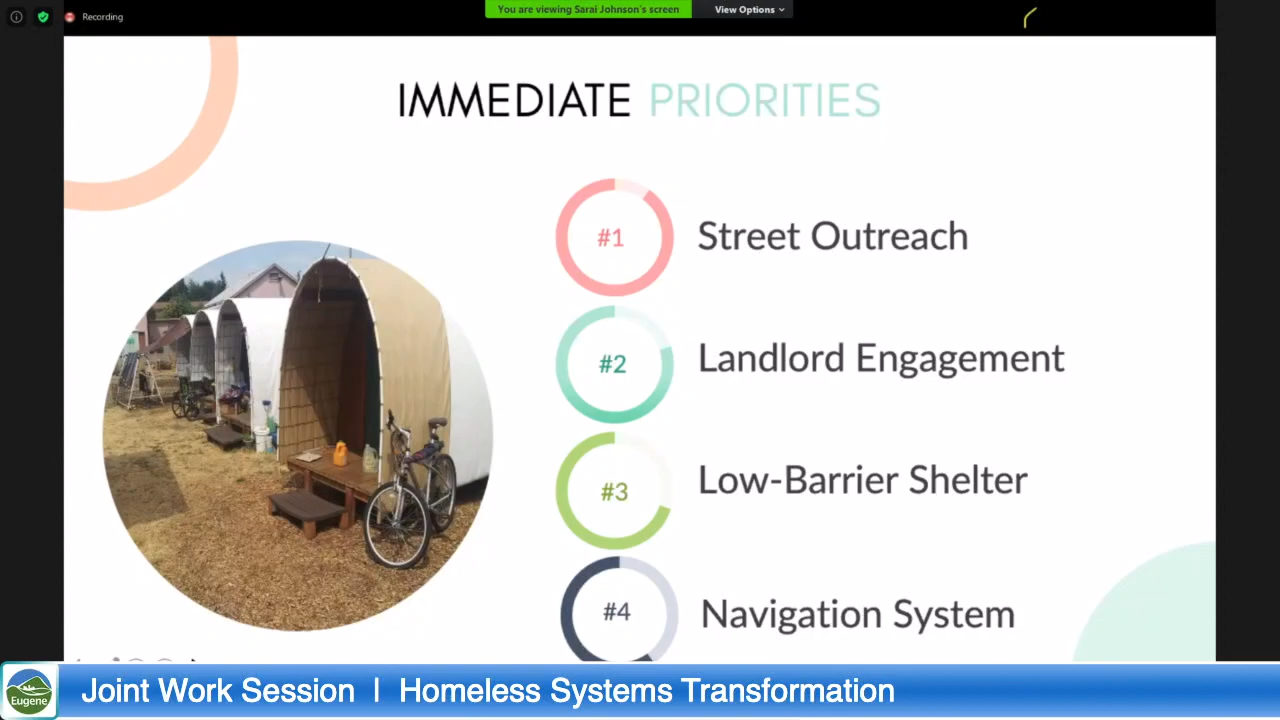 Recording
You are viewing Sarai Johnson's screen
View Options
IMMEDIATE PRIORITIES
#1 Street Outreach
#2 Landlord Engagement
#3 Low-Barrier Shelter
#4 Navigation System
Eugene
Joint Work Session | Homeless Systems Transformation